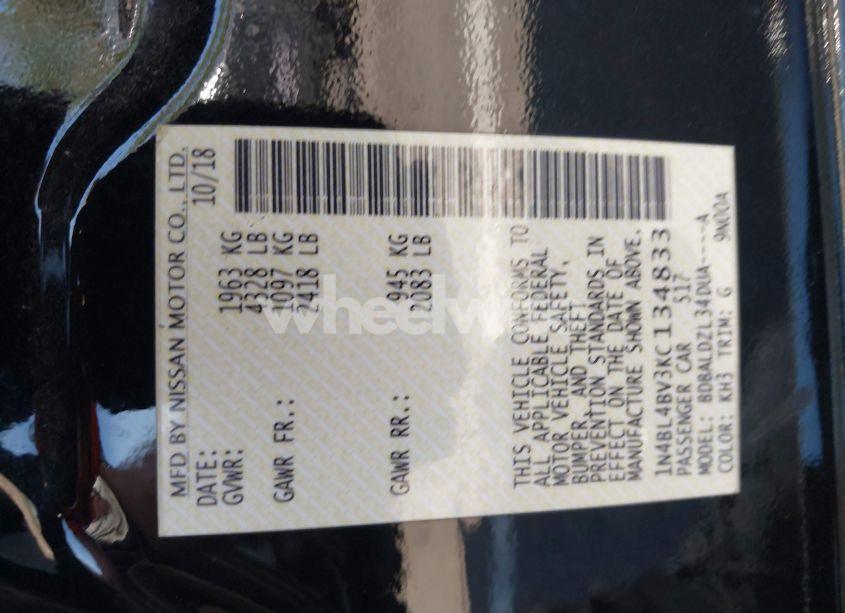 MFD BY NISSAN MOTOR CO., LTD.
DATE: 10/18
GVWR: 1963 KG
4328 LB
GAWR FR.: 1097 KG
2418 LB
GAWR RR.: 945 KG
2083 LB
THIS VEHICLE CONFORMS TO
ALL APPLICABLE FEDERAL
MOTOR VEHICLE SAFETY,
BUMPER, AND THEFT
PREVENTION STANDARDS IN
EFFECT ON THE DATE OF
MANUFACTURE SHOWN ABOVE.
1N4BL4BV3KC134833
PASSENGER CAR 517
MODEL: BDBALDZL34DUA----A
COLOR: KH3 TRIM: G 9N00A